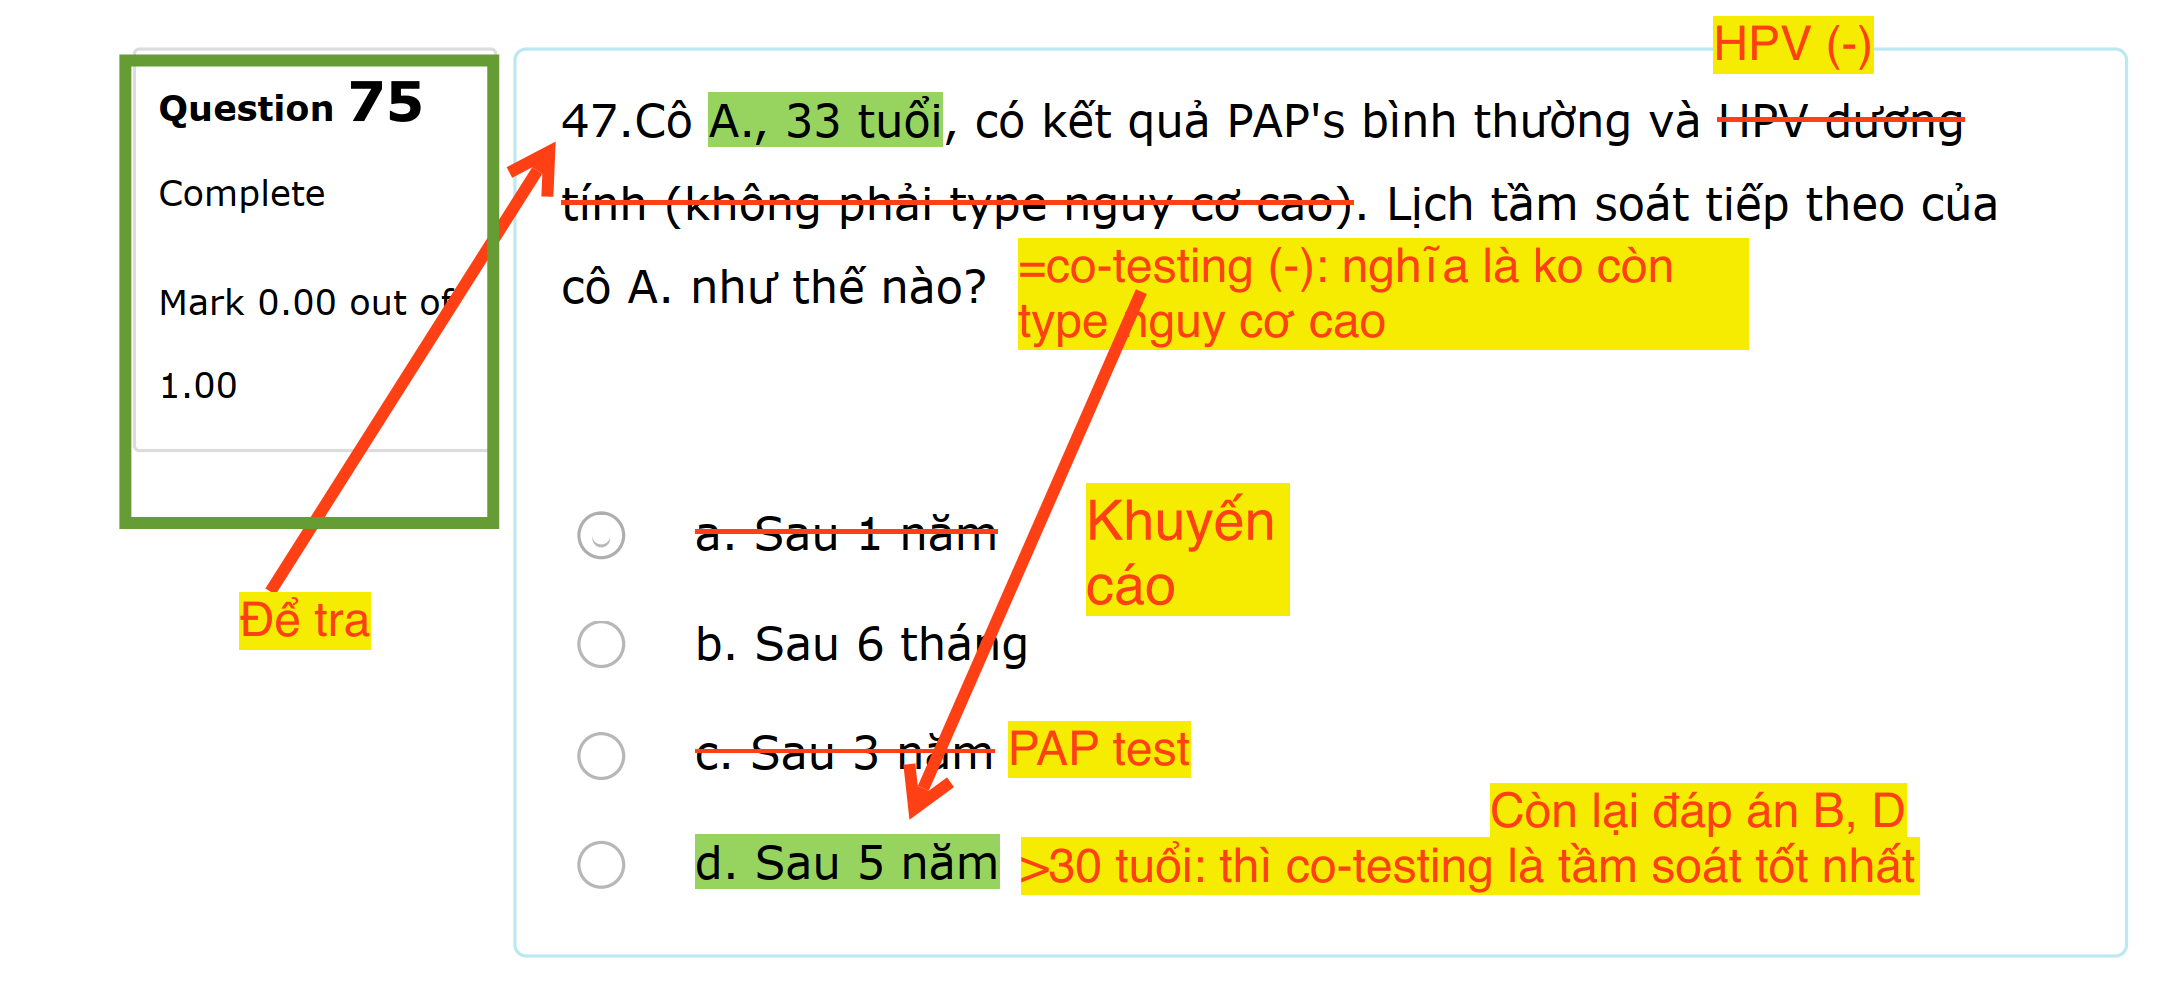 HPV (-)
Question 75
Complete
Mark 0.00 out of
1.00
Để tra
47.Cô A., 33 tuổi, có kết quả PAP's bình thường và HPV dương
tính (không phải type nguy cơ cao). Lịch tầm soát tiếp theo của
cô A. như thế nào?
=co-testing (-): nghĩa là ko còn
type nguy cơ cao
a. Sau 1 năm
Khuyến
cáo
b. Sau 6 tháng
c. Sau 3 năm PAP test
Còn lại đáp án B, D
d. Sau 5 năm >30 tuổi: thì co-testing là tầm soát tốt nhất